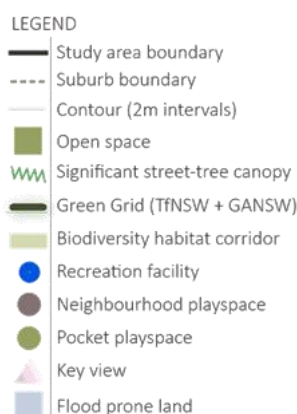 LEGEND
Study area boundary
Suburb boundary
Contour (2m intervals)
Open space
Significant street-tree canopy
Green Grid (TfNSW + GANSW)
Biodiversity habitat corridor
Recreation facility
Neighbourhood playspace
Pocket playspace
Key view
Flood prone land